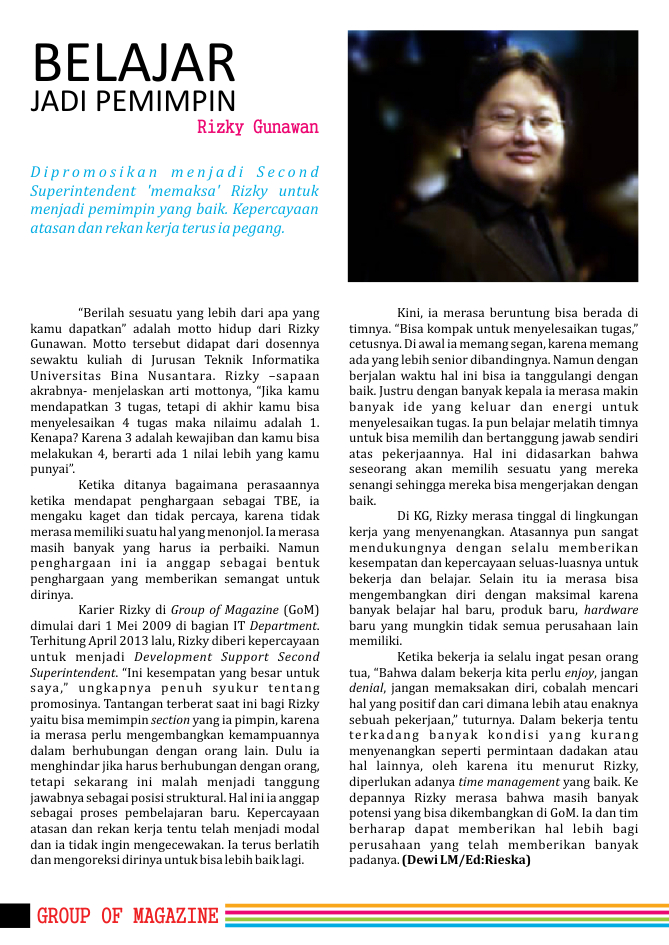 BELAJAR
JADI PEMIMPIN
Rizky Gunawan
Dipromosikan menjadi Second
Superintendent 'memaksa' Rizky untuk
menjadi pemimpin yang baik. Kepercayaan
atasan dan rekan kerja terus ia pegang.
“Berilah sesuatu yang lebih dari apa yang
kamu dapatkan” adalah motto hidup dari Rizky
Gunawan. Motto tersebut didapat dari dosennya
sewaktu kuliah di Jurusan Teknik Informatika
Universitas Bina Nusantara. Rizky –sapaan
akrabnya- menjelaskan arti mottonya, “Jika kamu
mendapatkan 3 tugas, tetapi di akhir kamu bisa
menyelesaikan 4 tugas maka nilaimu adalah 1.
Kenapa? Karena 3 adalah kewajiban dan kamu bisa
melakukan 4, berarti ada 1 nilai lebih yang kamu
punyai”.
Ketika ditanya bagaimana perasaannya
ketika mendapat penghargaan sebagai TBE, ia
mengaku kaget dan tidak percaya, karena tidak
merasa memiliki suatu hal yang menonjol. Ia merasa
masih banyak yang harus ia perbaiki. Namun
penghargaan ini ia anggap sebagai bentuk
penghargaan yang memberikan semangat untuk
dirinya.
Karier Rizky di Group of Magazine (GoM)
dimulai dari 1 Mei 2009 di bagian IT Department.
Terhitung April 2013 lalu, Rizky diberi kepercayaan
untuk menjadi Development Support Second
Superintendent. “Ini kesempatan yang besar untuk
saya,” ungkapnya penuh syukur tentang
promosinya. Tantangan terberat saat ini bagi Rizky
yaitu bisa memimpin section yang ia pimpin, karena
ia merasa perlu mengembangkan kemampuannya
dalam berhubungan dengan orang lain. Dulu ia
menghindar jika harus berhubungan dengan orang,
tetapi sekarang ini malah menjadi tanggung
jawabnya sebagai posisi struktural. Hal ini ia anggap
sebagai proses pembelajaran baru. Kepercayaan
atasan dan rekan kerja tentu telah menjadi modal
dan ia tidak ingin mengecewakan. Ia terus berlatih
dan mengoreksi dirinya untuk bisa lebih baik lagi.
Kini, ia merasa beruntung bisa berada di
timnya. “Bisa kompak untuk menyelesaikan tugas,”
cetusnya. Di awal ia memang segan, karena memang
ada yang lebih senior dibandingnya. Namun dengan
berjalan waktu hal ini bisa ia tanggulangi dengan
baik. Justru dengan banyak kepala ia merasa makin
banyak ide yang keluar dan energi untuk
menyelesaikan tugas. Ia pun belajar melatih timnya
untuk bisa memilih dan bertanggung jawab sendiri
atas pekerjaannya. Hal ini didasarkan bahwa
seseorang akan memilih sesuatu yang mereka
senangi sehingga mereka bisa mengerjakan dengan
baik.
Di KG, Rizky merasa tinggal di lingkungan
kerja yang menyenangkan. Atasannya pun sangat
mendukungnya dengan selalu memberikan
kesempatan dan kepercayaan seluas-luasnya untuk
bekerja dan belajar. Selain itu ia merasa bisa
mengembangkan diri dengan maksimal karena
banyak belajar hal baru, produk baru, hardware
baru yang mungkin tidak semua perusahaan lain
memiliki.
Ketika bekerja ia selalu ingat pesan orang
tua, “Bahwa dalam bekerja kita perlu enjoy, jangan
denial, jangan memaksakan diri, cobalah mencari
hal yang positif dan cari dimana lebih atau enaknya
sebuah pekerjaan,” tuturnya. Dalam bekerja tentu
terkadang banyak kondisi yang kurang
menyenangkan seperti permintaan dadakan atau
hal lainnya, oleh karena itu menurut Rizky,
diperlukan adanya time management yang baik. Ke
depannya Rizky merasa bahwa masih banyak
potensi yang bisa dikembangkan di GoM. Ia dan tim
berharap dapat memberikan hal lebih bagi
perusahaan yang telah memberikan banyak
padanya. (Dewi LM/Ed:Rieska)
GROUP OF MAGAZINE